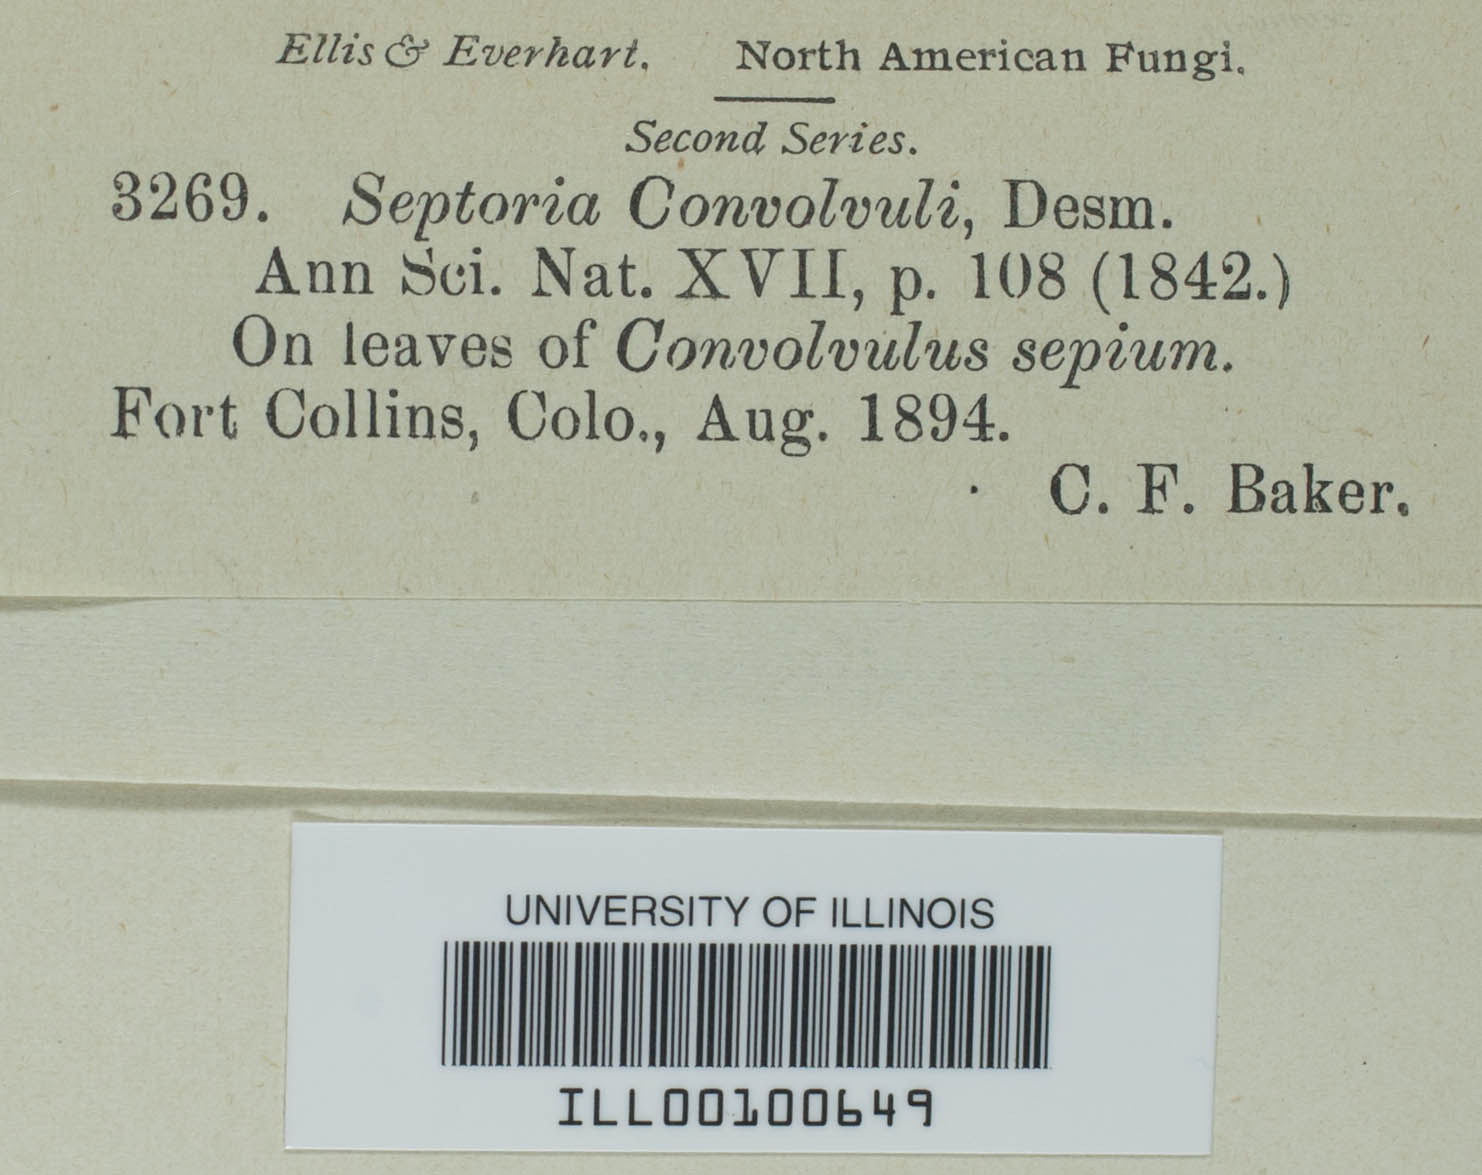 Ellis & Everhart. North American Fungi.
Second Series.
3269. Septoria Convolvuli, Desm.
Ann Sci. Nat. XVII, p. 108 (1842.)
On leaves of Convolvulus sepium.
Fort Collins, Colo., Aug. 1894.
C. F. Baker.
UNIVERSITY OF ILLINOIS
ILL00100649